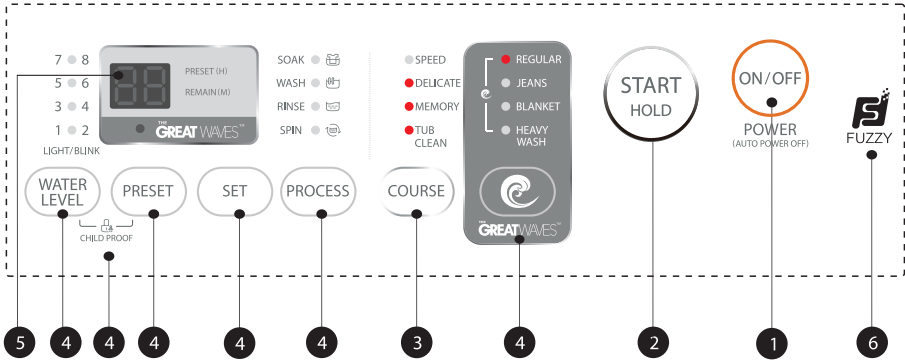 7 8
5 6
3 4
1 2
LIGHT/BLINK
88
PRESET (H)
REMAIN (M)
THE
GREAT WAVES™
SOAK
WASH
RINSE
SPIN
SPEED
DELICATE
MEMORY
TUB
CLEAN
REGULAR
JEANS
BLANKET
HEAVY
WASH
THE
GREATWAVES™
START
HOLD
ON/OFF
POWER
(AUTO POWER OFF)
FUZZY
WATER
LEVEL
PRESET
SET
PROCESS
COURSE
CHILD PROOF
5
4
4
4
4
4
3
4
2
1
6